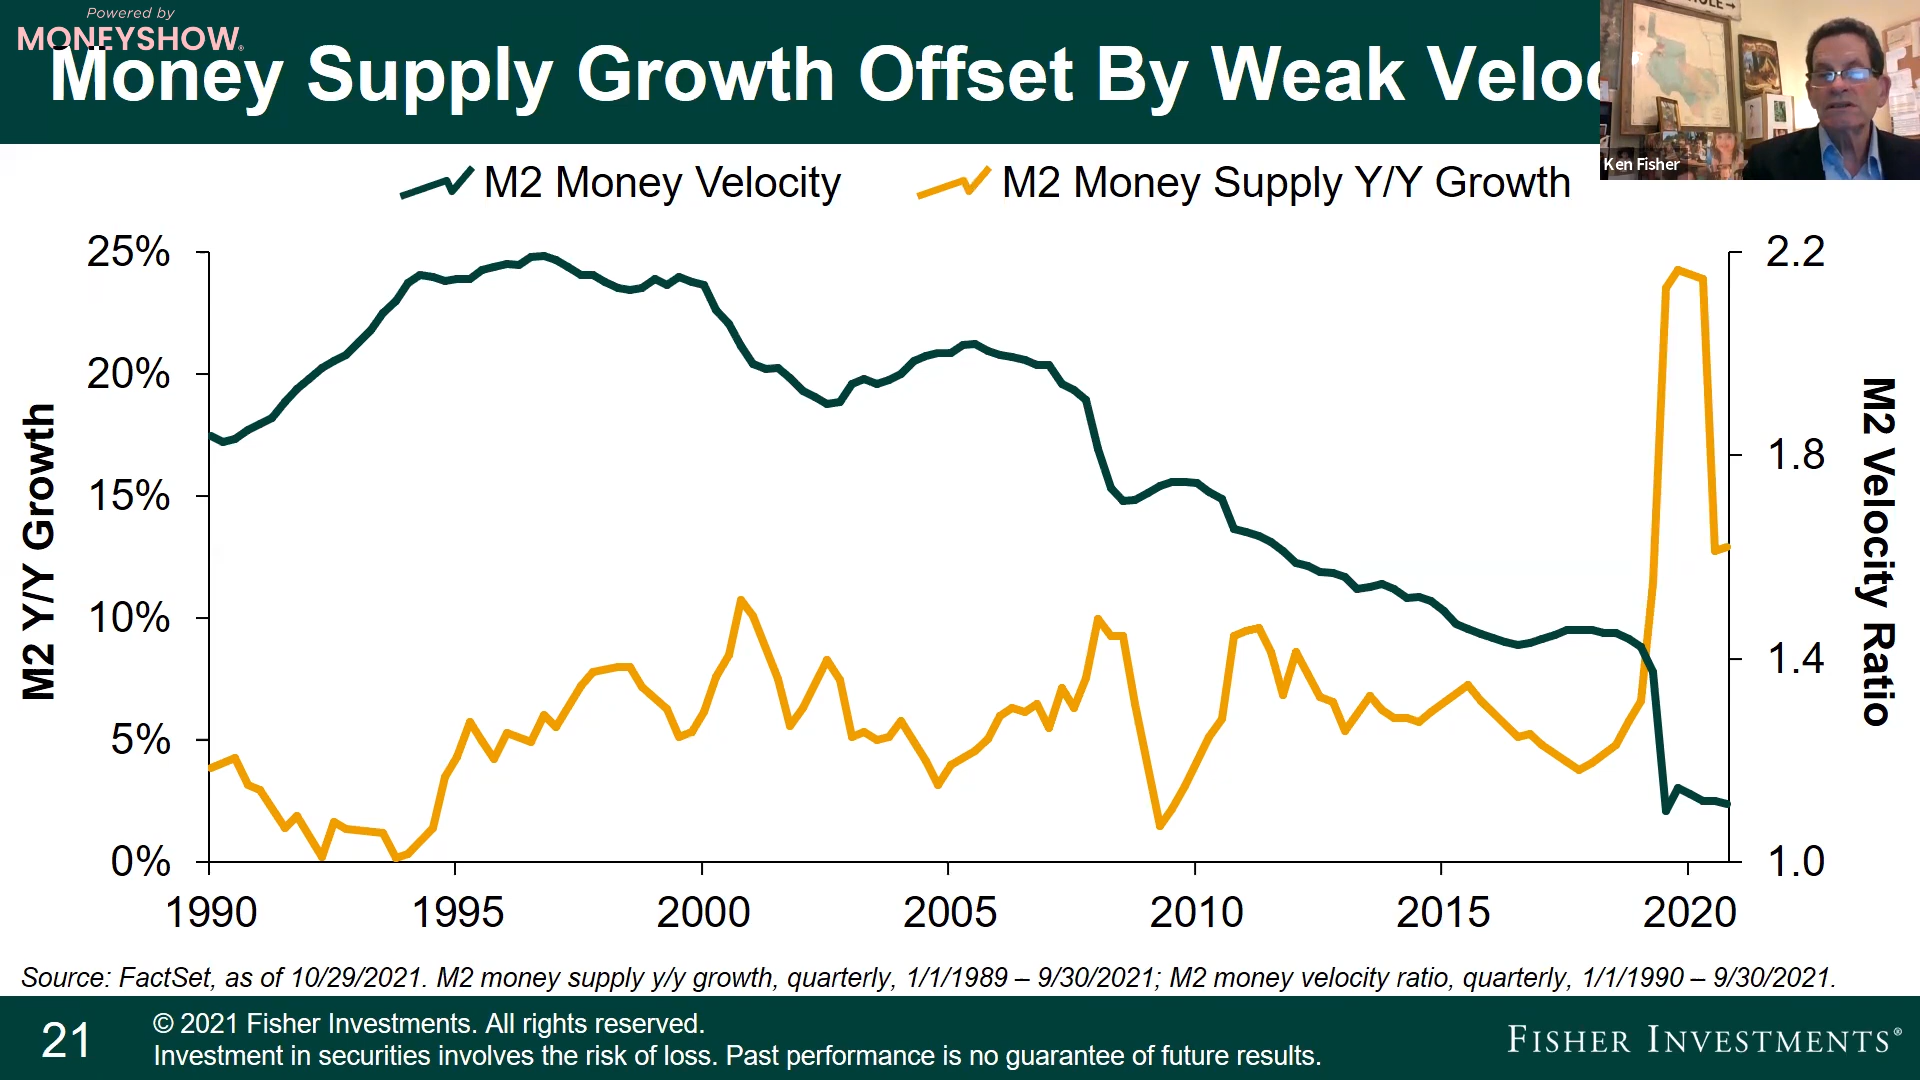 Powered by
MONEYSHOW®
Money Supply Growth Offset By Weak Veloc
Ken Fisher
M2 Money Velocity
M2 Money Supply Y/Y Growth
M2 Y/Y Growth
25%
20%
15%
10%
5%
0%
2.2
1.8
1.4
1.0
M2 Velocity Ratio
1990
1995
2000
2005
2010
2015
2020
Source: FactSet, as of 10/29/2021. M2 money supply y/y growth, quarterly, 1/1/1989 – 9/30/2021; M2 money velocity ratio, quarterly, 1/1/1990 – 9/30/2021.
21
© 2021 Fisher Investments. All rights reserved.
Investment in securities involves the risk of loss. Past performance is no guarantee of future results.
FISHER INVESTMENTS®